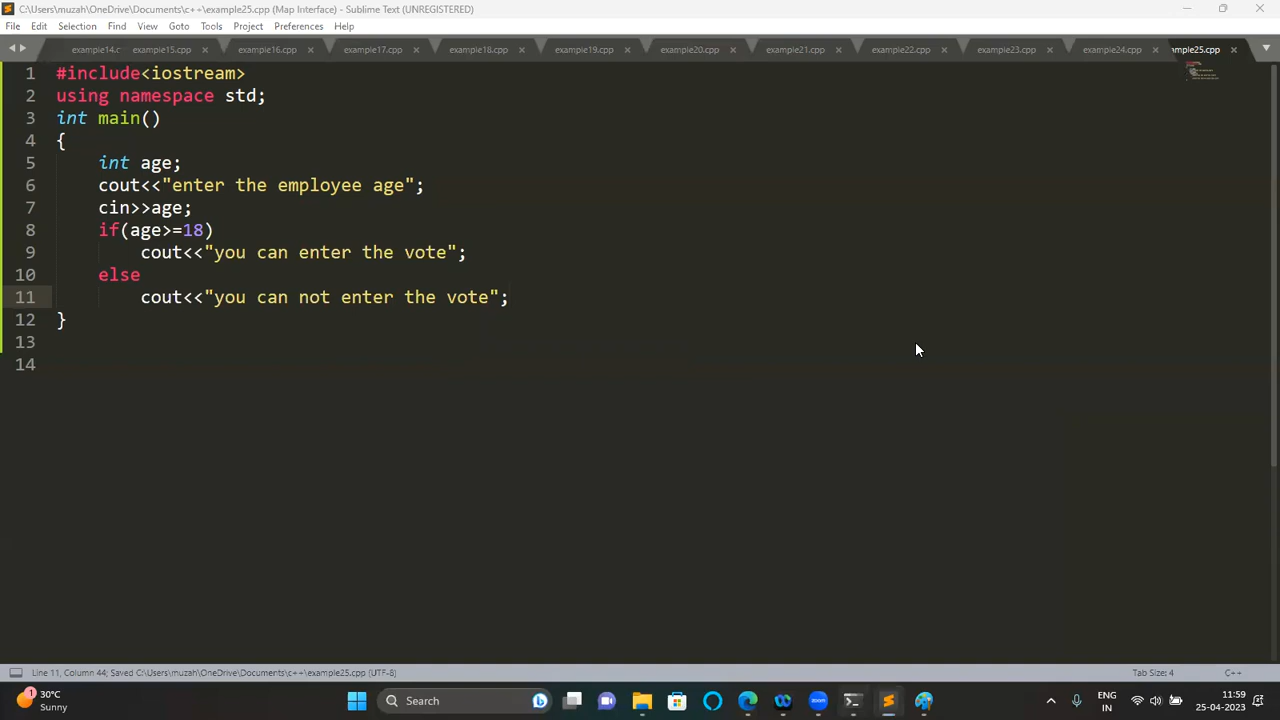 C:\Users\muzah\OneDrive\Documents\c++\example25.cpp (Map Interface) - Sublime Text (UNREGISTERED)
File Edit Selection Find View Goto Tools Project Preferences Help
example14.c example15.cpp example16.cpp example17.cpp example18.cpp example19.cpp example20.cpp example21.cpp example22.cpp example23.cpp example24.cpp mple25.cpp
1 #include<iostream>
2 using namespace std;
3 int main()
4 {
5 int age;
6 cout<<"enter the employee age";
7 cin>>age;
8 if(age>=18)
9 cout<<"you can enter the vote";
10 else
11 cout<<"you can not enter the vote";
12 }
13
14
Line 11, Column 44; Saved C:\Users\muzah\OneDrive\Documents\c++\example25.cpp (UTF-8) Tab Size: 4 C++
1 30°C
Sunny
Search
ENG
IN
11:59
25-04-2023